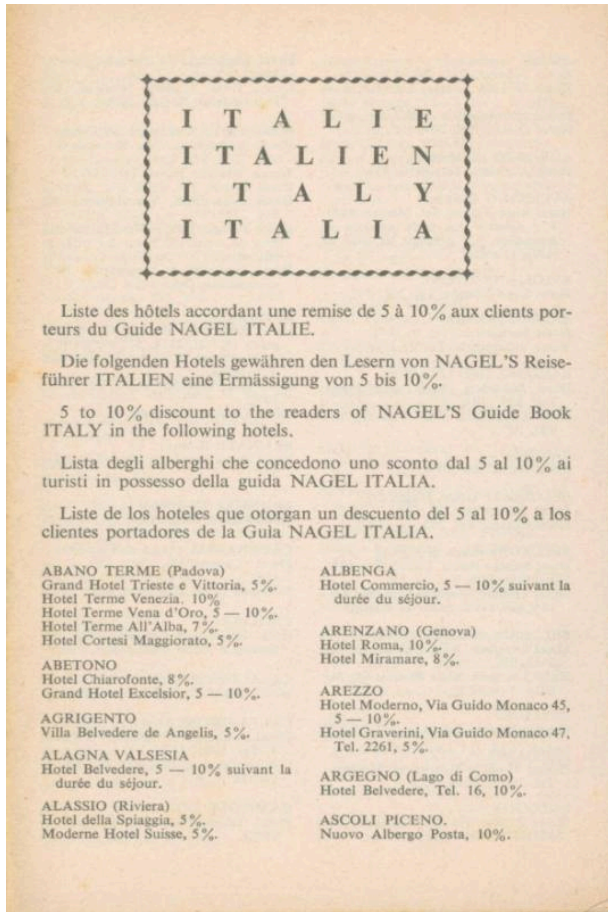 ITALIE
ITALIEN
ITALY
ITALIA
Liste des hôtels accordant une remise de 5 à 10% aux clients por-
teurs du Guide NAGEL ITALIE.
Die folgenden Hotels gewähren den Lesern von NAGEL'S Reise-
führer ITALIEN eine Ermässigung von 5 bis 10%.
5 to 10% discount to the readers of NAGEL'S Guide Book
ITALY in the following hotels.
Lista degli alberghi che concedono uno sconto dal 5 al 10% ai
turisti in possesso della guida NAGEL ITALIA.
Liste de los hoteles que otorgan un descuento del 5 al 10% a los
clientes portadores de la Guìa NAGEL ITALIA.
ABANO TERME (Padova)
Grand Hotel Trieste e Vittoria, 5%.
Hotel Terme Venezia. 10%
Hotel Terme Vena d'Oro, 5 — 10%.
Hotel Terme All'Alba, 7%.
Hotel Cortesi Maggiorato, 5%.
ABETONO
Hotel Chiarofonte, 8%.
Grand Hotel Excelsior, 5 — 10%.
AGRIGENTO
Villa Belvedere de Angelis, 5%.
ALAGNA VALSESIA
Hotel Belvedere, 5 — 10% suivant la
durée du séjour.
ALASSIO (Riviera)
Hotel della Spiaggia, 5%.
Moderne Hotel Suisse, 5%.
ALBENGA
Hotel Commercio, 5 — 10% suivant la
durée du séjour.
ARENZANO (Genova)
Hotel Roma, 10%.
Hotel Miramare, 8%.
AREZZO
Hotel Moderno, Via Guido Monaco 45,
5 — 10%.
Hotel Graverini, Via Guido Monaco 47,
Tel. 2261, 5%.
ARGEGNO (Lago di Como)
Hotel Belvedere, Tel. 16, 10%.
ASCOLI PICENO.
Nuovo Albergo Posta, 10%.